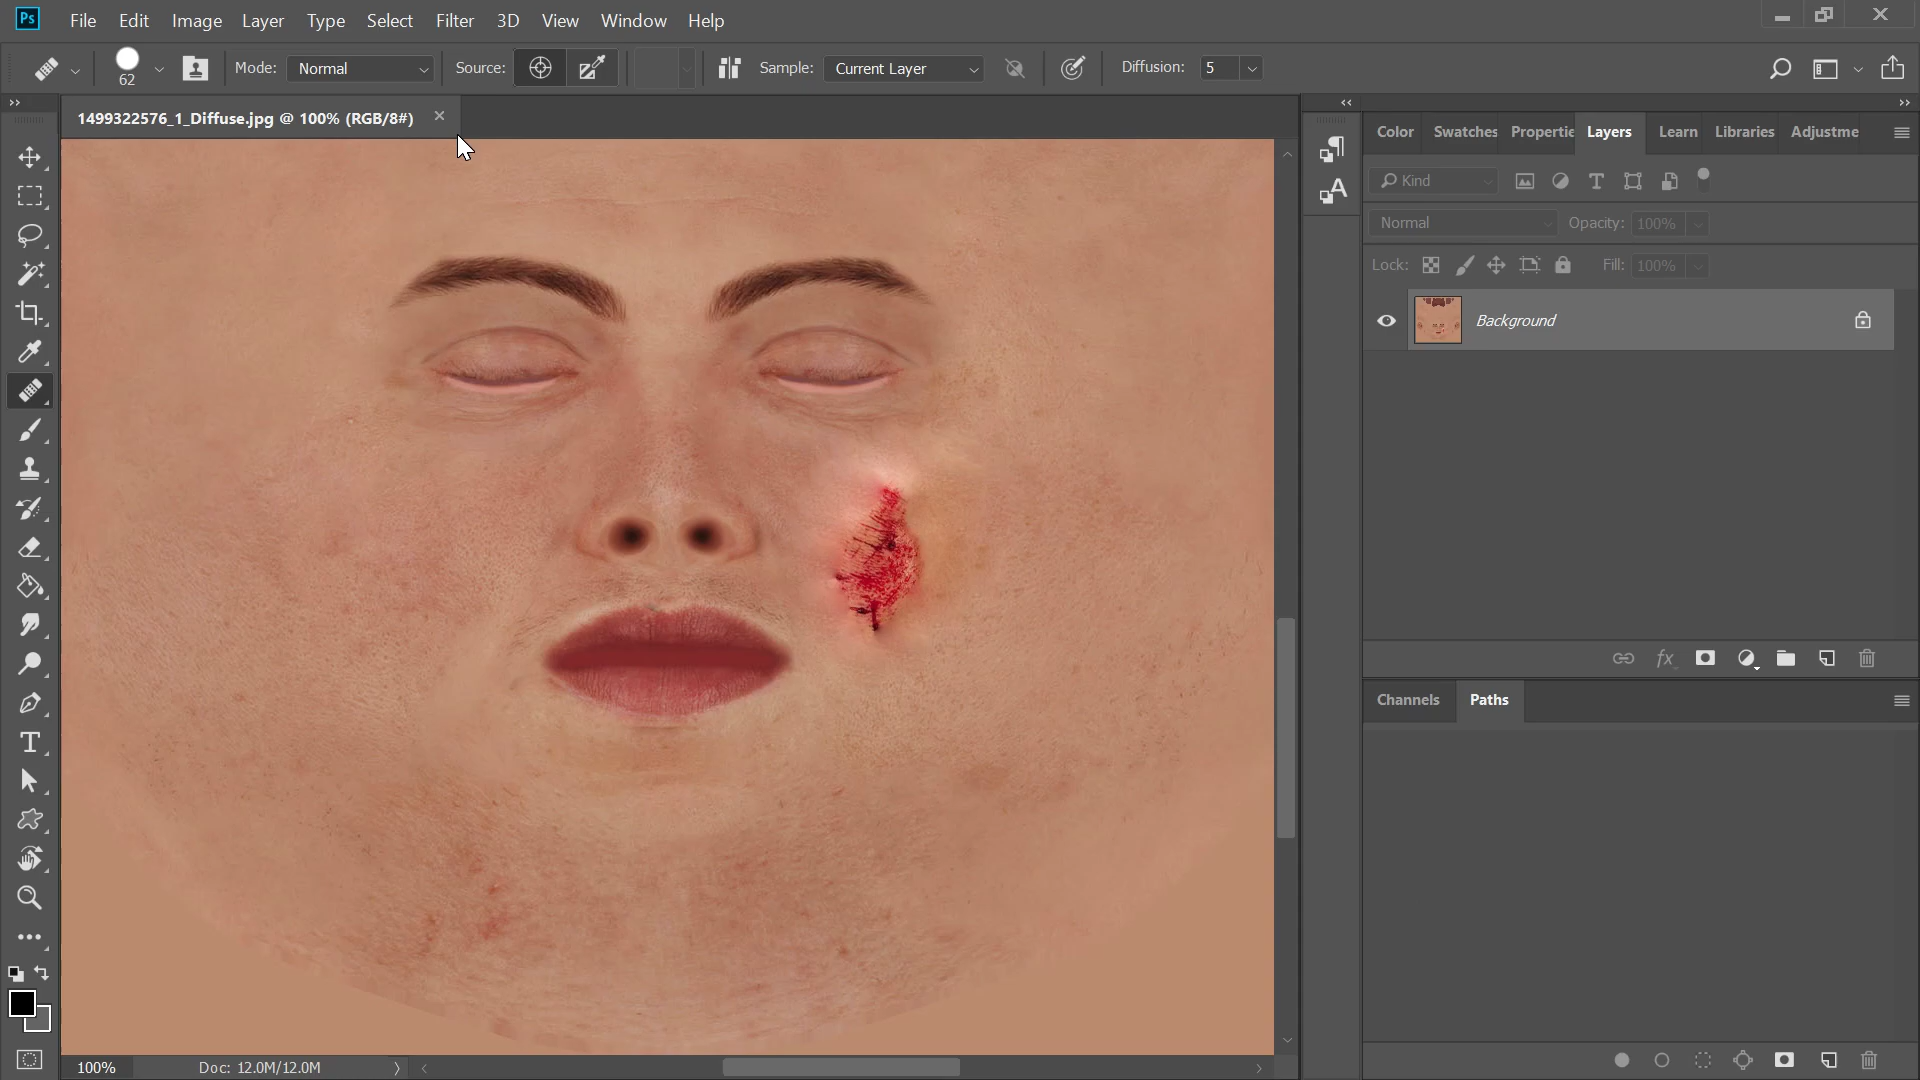 Ps File Edit Image Layer Type Select Filter 3D View Window Help
62 Mode: Normal Source: Sample: Current Layer Diffusion: 5
1499322576_1_Diffuse.jpg @ 100% (RGB/8#)
Color Swatches Propertie Layers Learn Libraries Adjustme
Kind
Normal Opacity: 100%
Lock: Fill: 100%
Background
fx
Channels Paths
100% Doc: 12.0M/12.0M